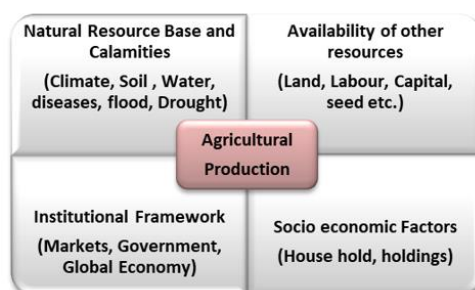 Natural Resource Base
and Calamities
(Climate, Soil , Water,
diseases, flood, Drought)
Availability of other
resources
(Land, Labour, Capital,
seed etc.)
Agricultural
Production
Institutional Framework
(Markets, Government,
Global Economy)
Socio economic Factors
(House hold, holdings)